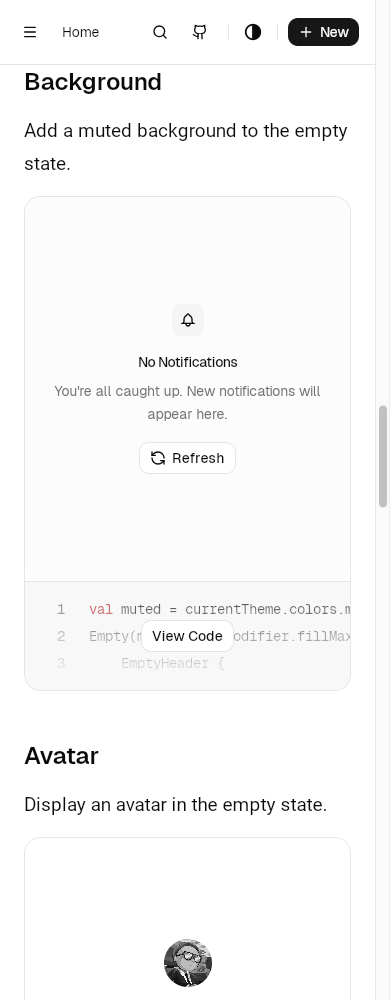 Home
New
Background
Add a muted background to the empty
state.
No Notifications
You're all caught up. New notifications will
appear here.
Refresh
1 val muted = currentTheme.colors.m
2 Empty(m
View Code
odifier.fillMax
3 EmptyHeader {
Avatar
Display an avatar in the empty state.